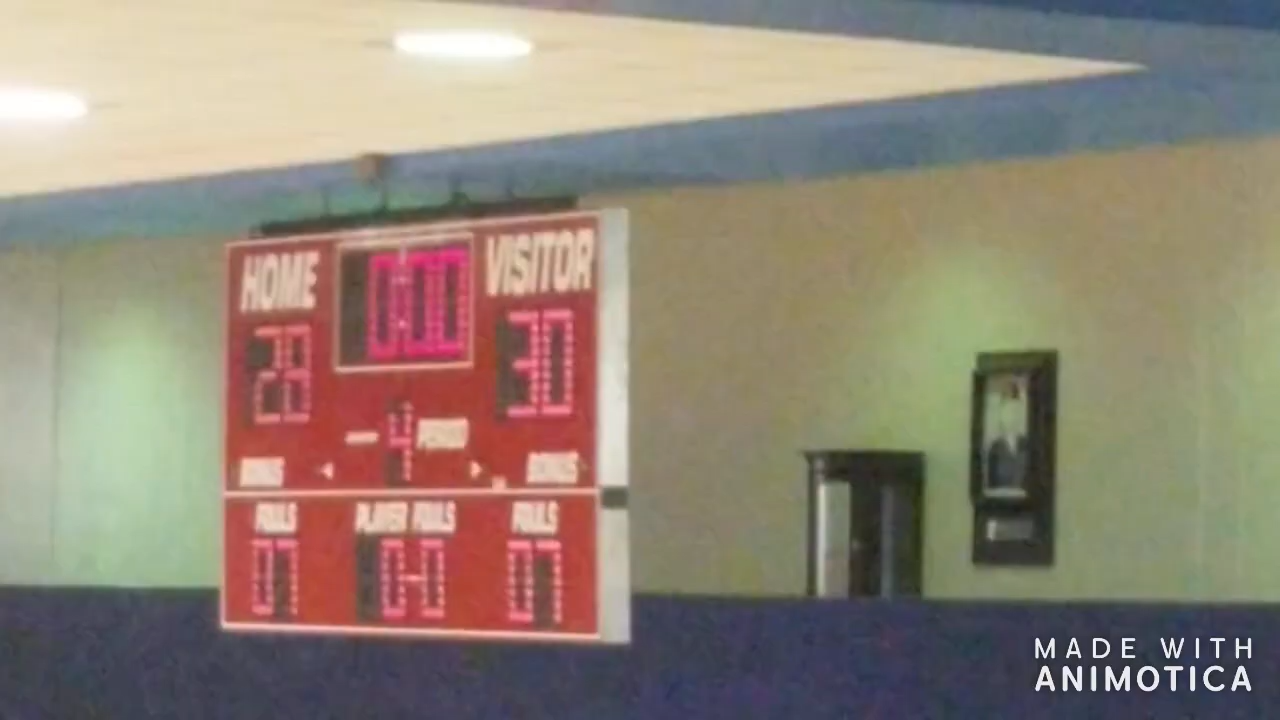 HOME 0:00 VISITOR
28 30
4 PERIOD
BONUS BONUS
FOULS PLAYER FOULS FOULS
07 00-0 07
MADE WITH
ANIMOTICA